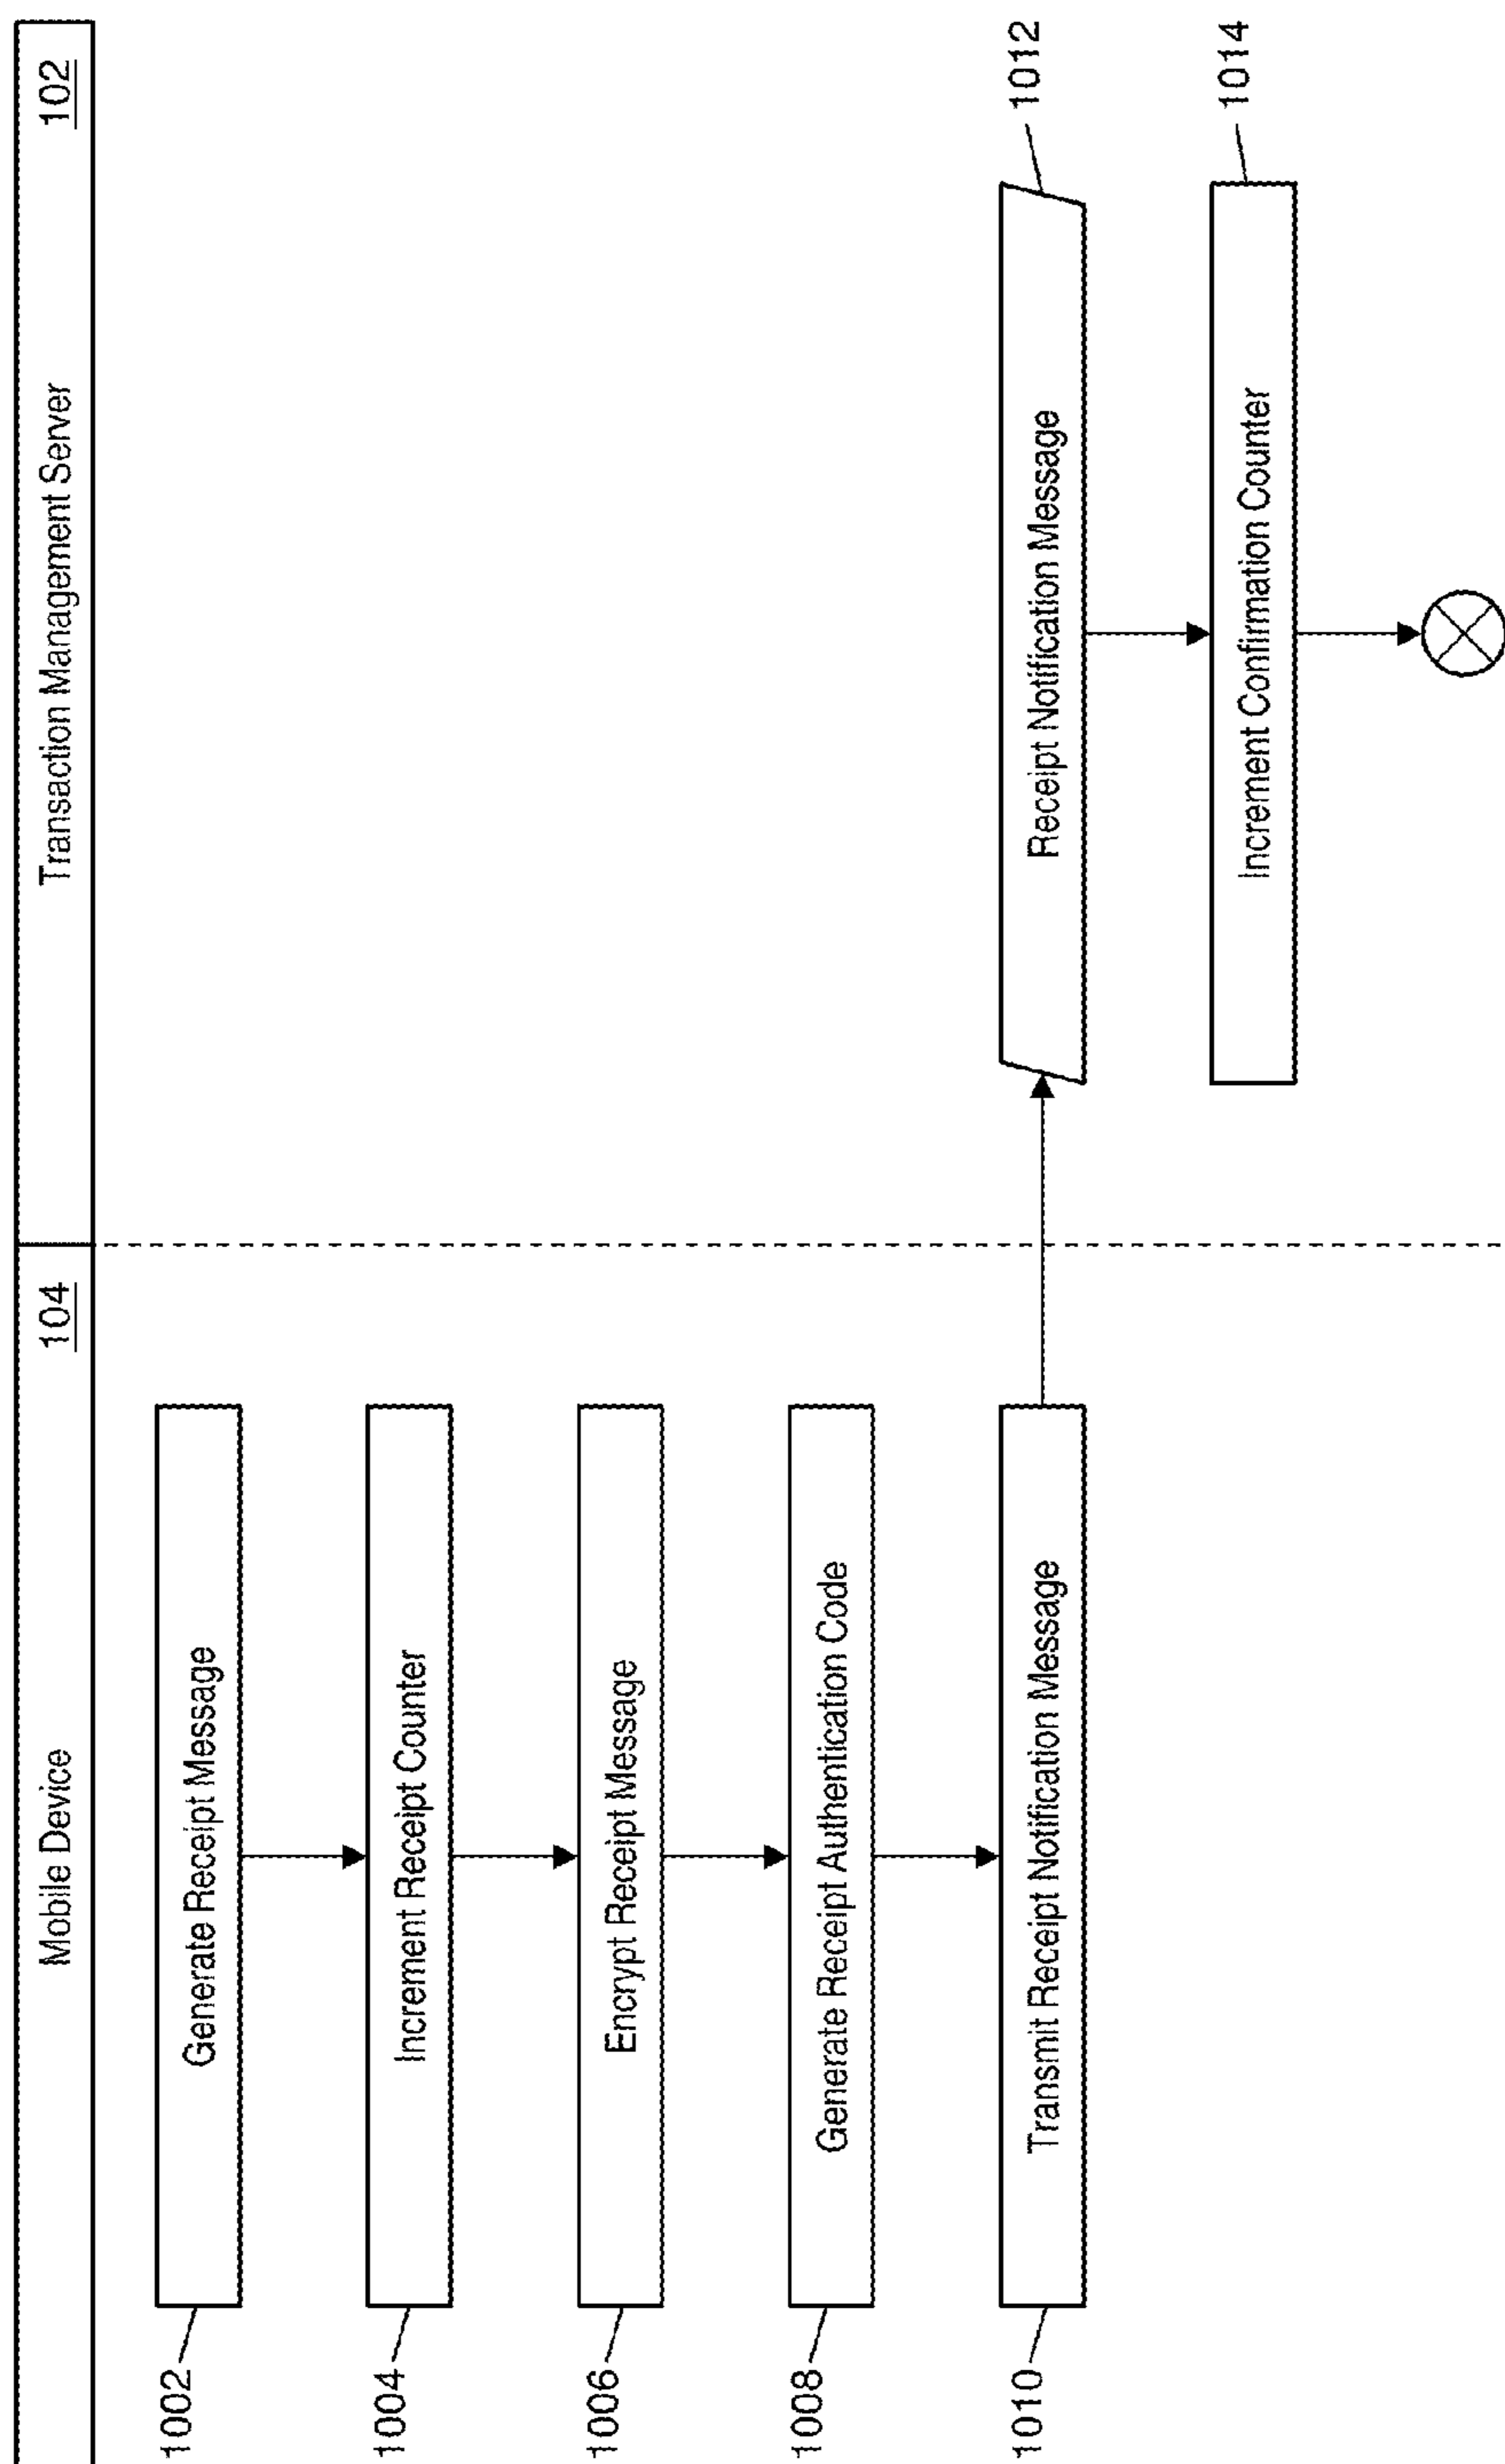 Mobile Device 104
Transaction Management Server 102
1002
Generate Receipt Message
1004
Increment Receipt Counter
1006
Encrypt Receipt Message
1008
Generate Receipt Authentication Code
1010
Transmit Receipt Notification Message
Receipt Notification Message
1012
Increment Confirmation Counter
1014